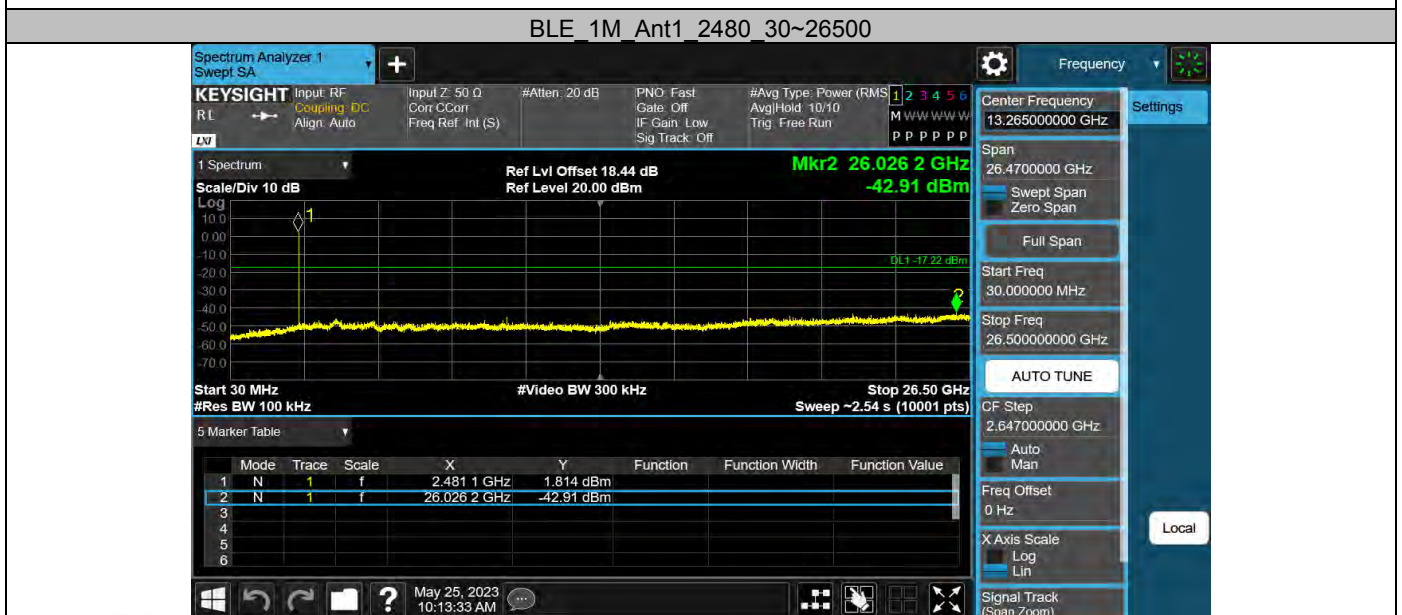 BLE_1M_Ant1_2480_30~26500
Spectrum Analyzer 1
Swept SA
+
Frequency
KEYSIGHT
RL
LXI
Input: RF
Coupling: DC
Align: Auto
Input Z: 50 Ω
Corr CCorr
Freq Ref: Int (S)
#Atten: 20 dB
PNO: Fast
Gate: Off
IF Gain: Low
Sig Track: Off
#Avg Type: Power (RMS
Avg|Hold: 10/10
Trig: Free Run
1 2 3 4 5 6
M W W W W W
P P P P P P
1 Spectrum
Scale/Div 10 dB
Ref Lvl Offset 18.44 dB
Ref Level 20.00 dBm
Mkr2 26.026 2 GHz
-42.91 dBm
Log
10.0
0.00
-10.0
-20.0
-30.0
-40.0
-50.0
-60.0
-70.0
1
DL1 -17.22 dBm
2
Start 30 MHz
#Res BW 100 kHz
#Video BW 300 kHz
Stop 26.50 GHz
Sweep ~2.54 s (10001 pts)
5 Marker Table
Mode Trace Scale X Y Function Function Width Function Value
1 N 1 f 2.481 1 GHz 1.814 dBm
2 N 1 f 26.026 2 GHz -42.91 dBm
3
4
5
6
?
May 25, 2023
10:13:33 AM
Center Frequency
13.265000000 GHz
Span
26.4700000 GHz
Swept Span
Zero Span
Full Span
Start Freq
30.000000 MHz
Stop Freq
26.500000000 GHz
AUTO TUNE
CF Step
2.647000000 GHz
Auto
Man
Freq Offset
0 Hz
X Axis Scale
Log
Lin
Signal Track
(Span Zoom)
Settings
Local